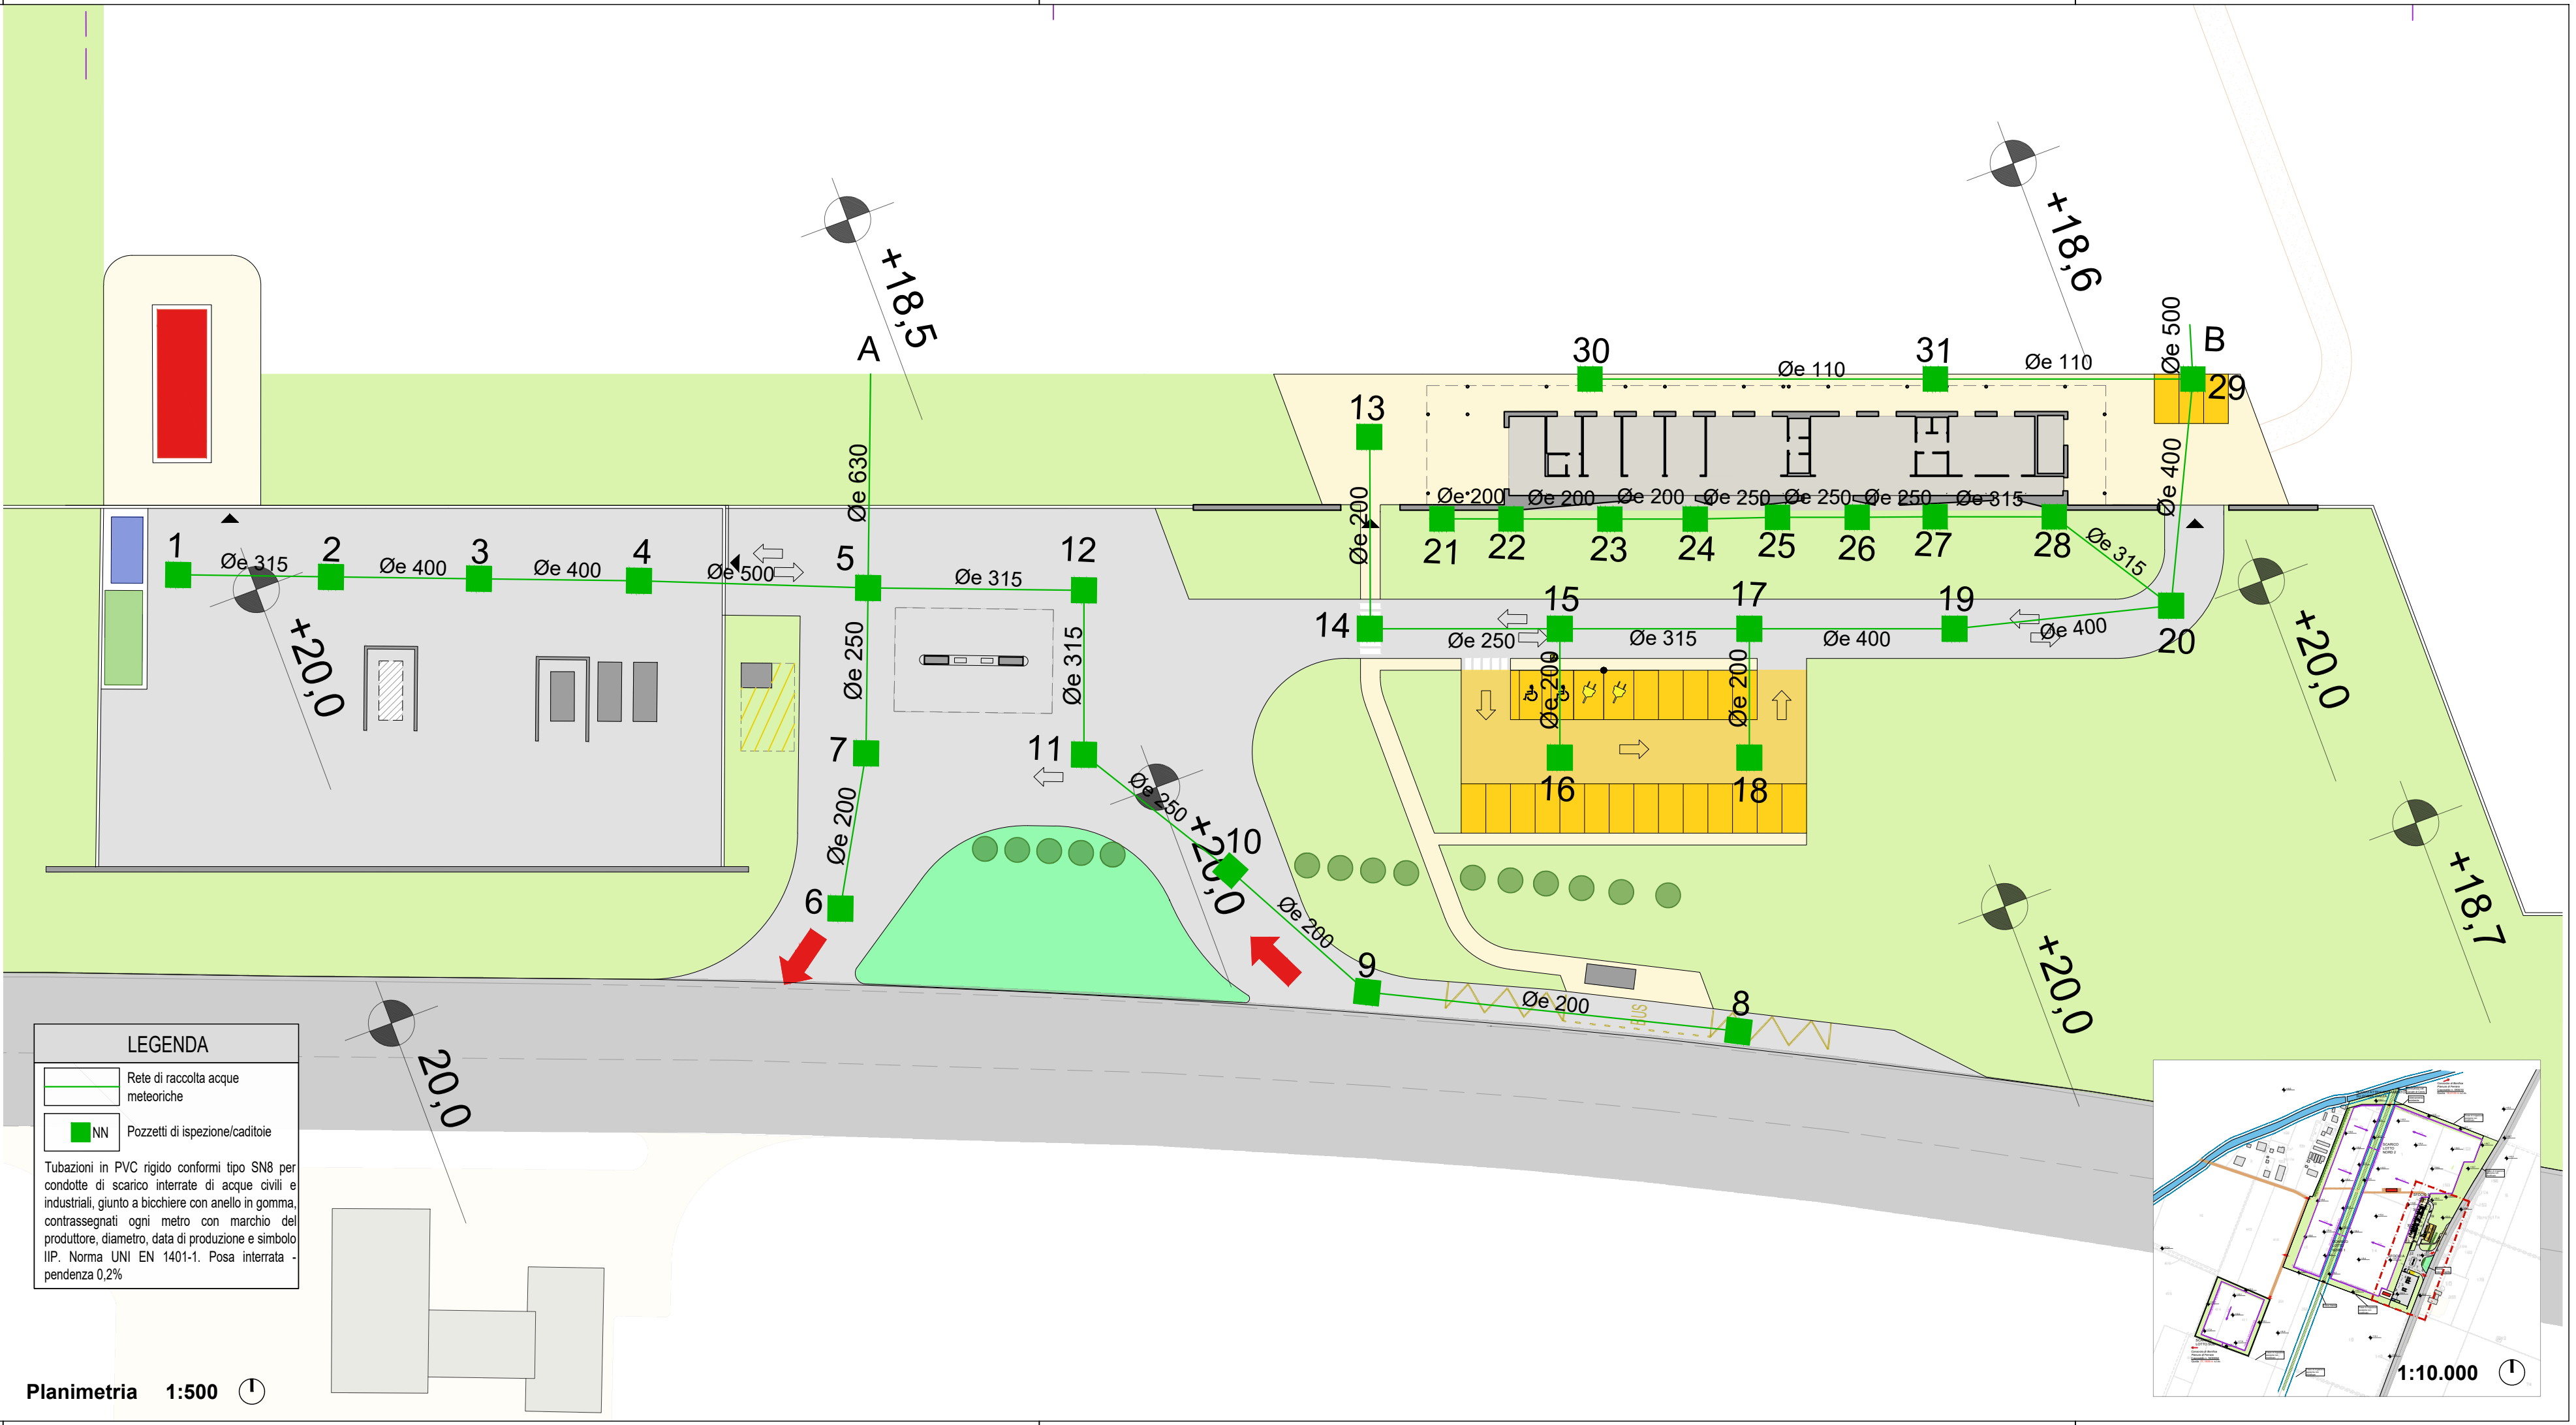 +18,6
+18,5
A
30
31
B
Øe 500
Øe 110
Øe 110
29
13
Øe 630
Øe 400
Øe 200
Øe 200
Øe 200
Øe 200
Øe 250
Øe 250
Øe 250
Øe 315
21
22
23
24
25
26
27
28
Øe 315
1
Øe 315
2
Øe 400
3
Øe 400
4
Øe 500
5
Øe 315
12
14
Øe 250
15
Øe 315
17
Øe 400
19
Øe 400
20
+20,0
+20,0
Øe 250
Øe 315
Øe 200
Øe 200
7
11
16
18
Øe 250
Øe 200
10
+20,0
6
Øe 200
9
Øe 200
BUS
8
+20,0
+18,7
20,0
LEGENDA
Rete di raccolta acque
meteoriche
NN
Pozzetti di ispezione/caditoie
Tubazioni in PVC rigido conformi tipo SN8 per
condotte di scarico interrate di acque civili e
industriali, giunto a bicchiere con anello in gomma,
contrassegnati ogni metro con marchio del
produttore, diametro, data di produzione e simbolo
IIP. Norma UNI EN 1401-1. Posa interrata -
pendenza 0,2%
Planimetria 1:500
SCARICO
LOTTO
NORD 2
1:10.000